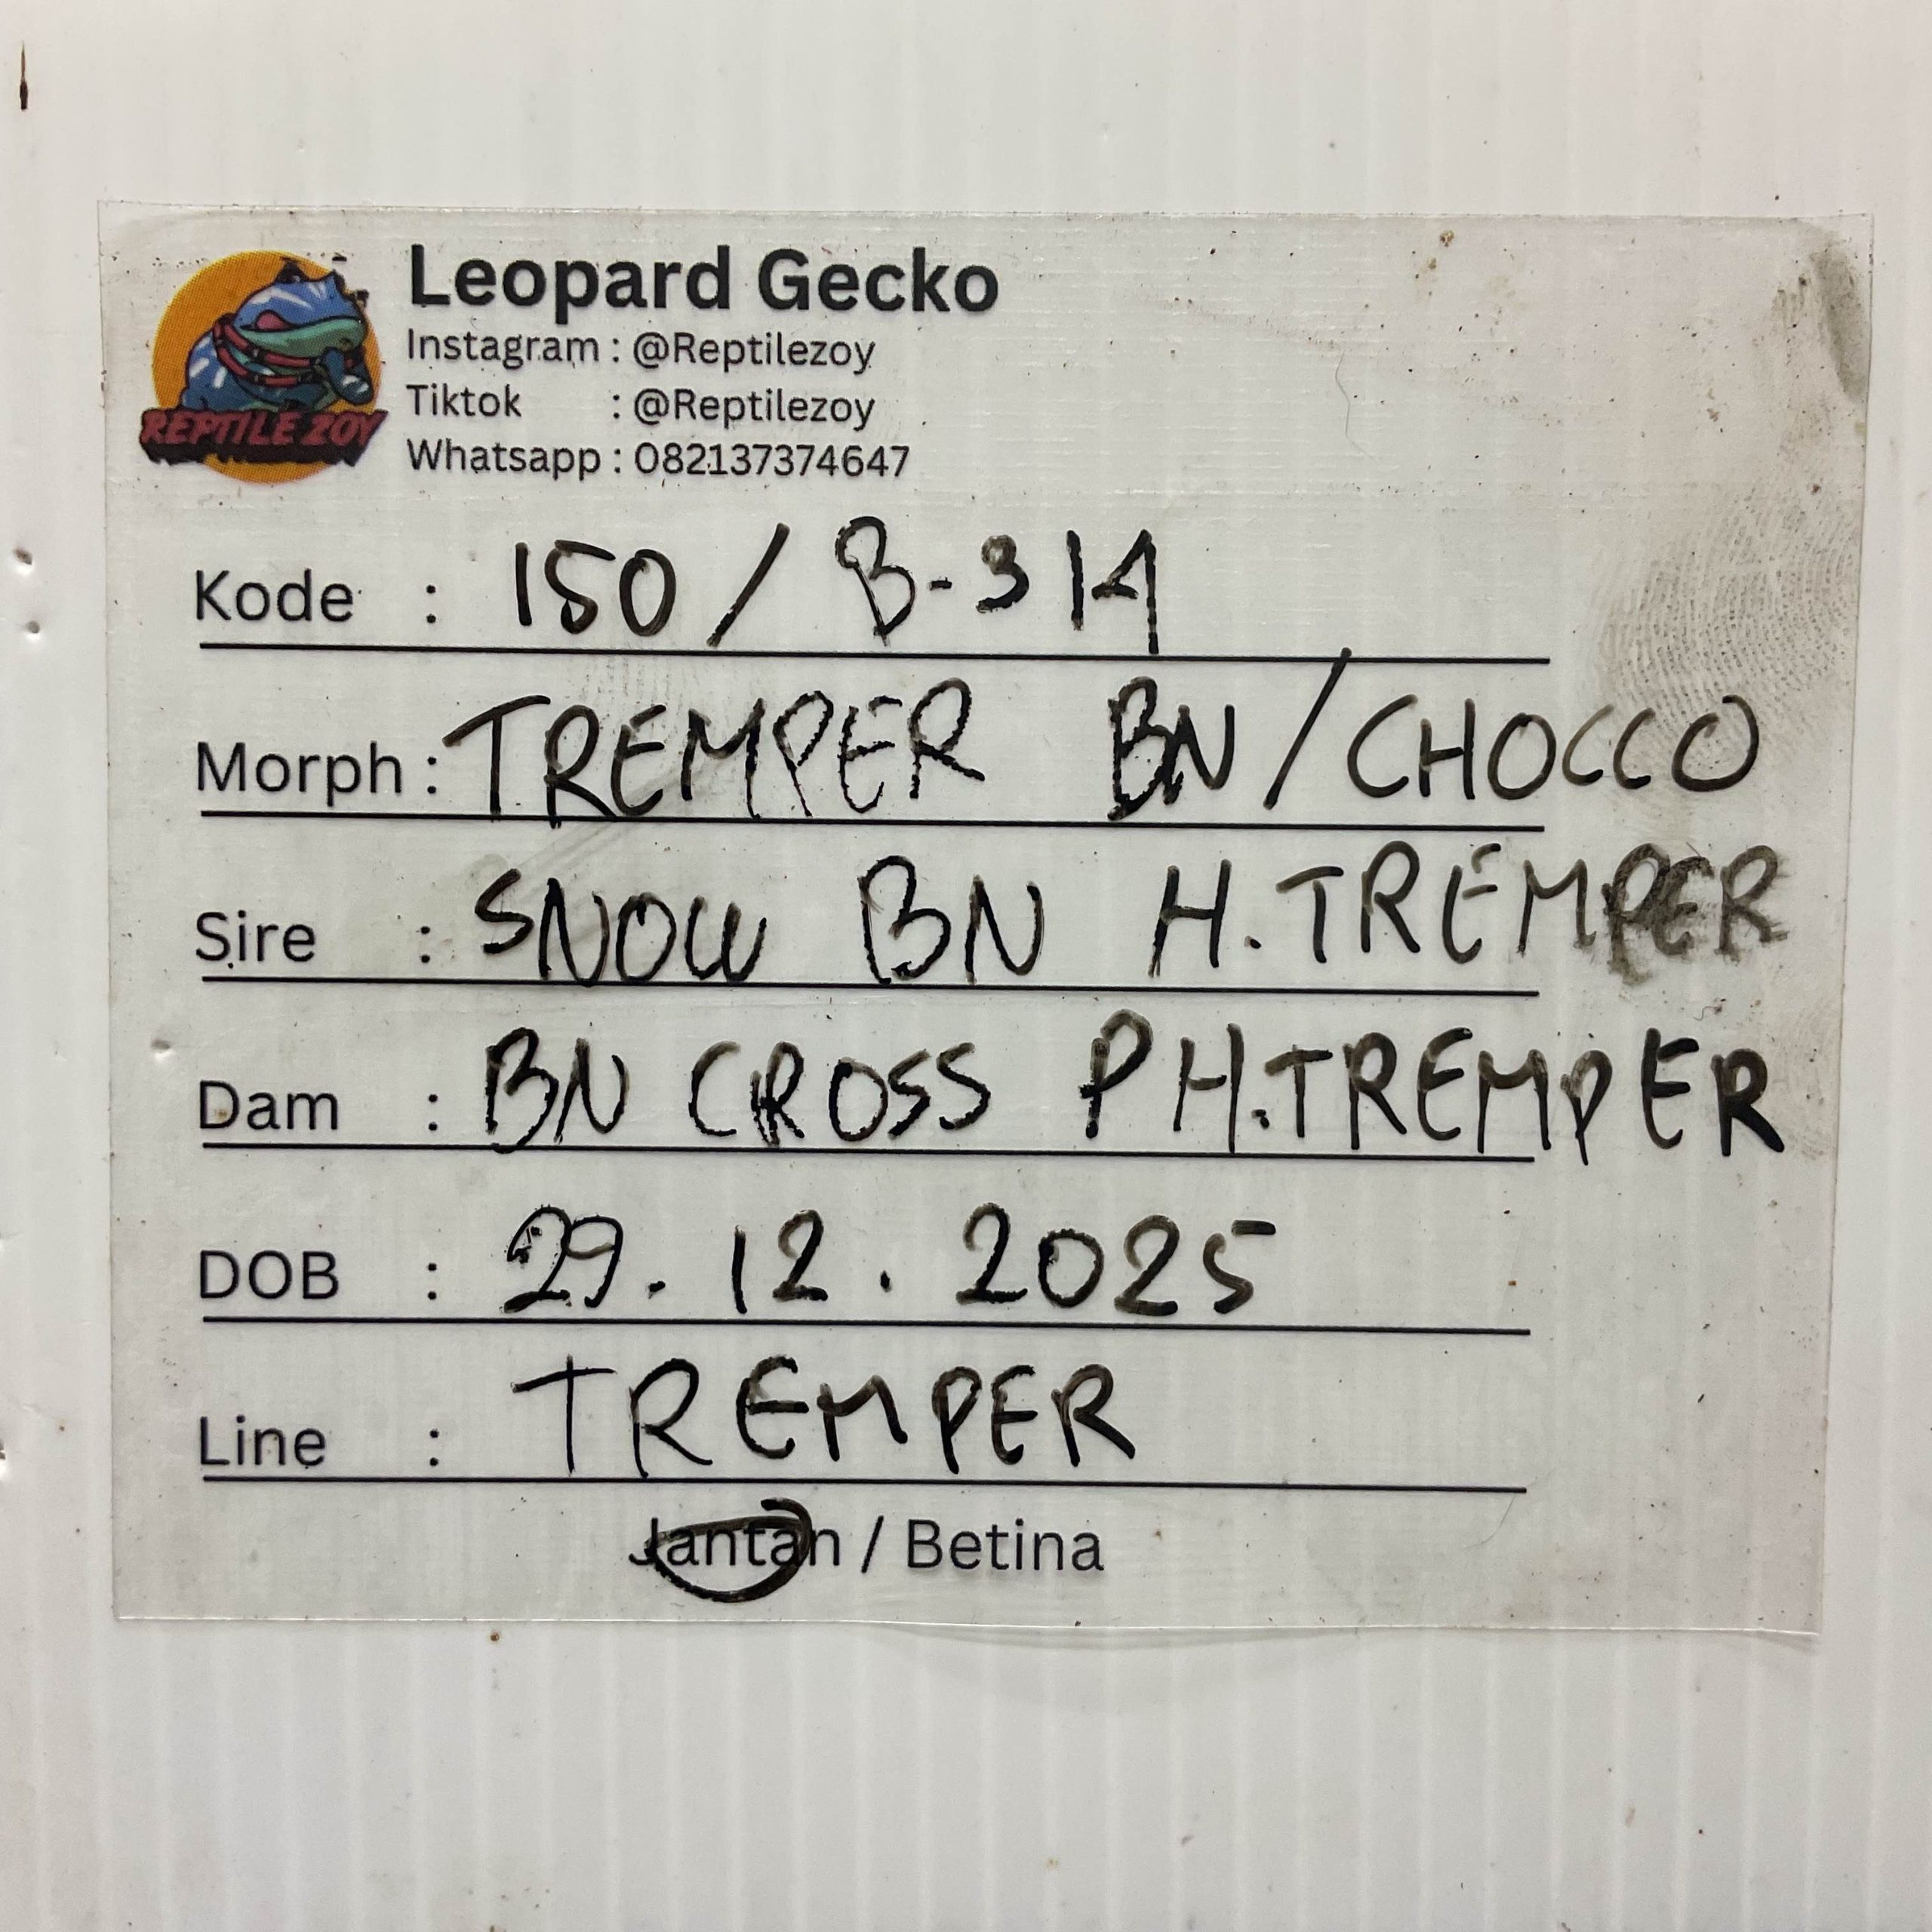 REPTILE ZOY
Leopard Gecko
Instagram : @Reptilezoy
Tiktok : @Reptilezoy
Whatsapp : 082137374647
Kode : 150 / B-314
Morph : TREMPER BN / CHOCCO
Sire : SNOW BN H.TREMPER
Dam : BN CROSS PH.TREMPER
DOB : 29.12.2025
Line : TREMPER
Jantan / Betina